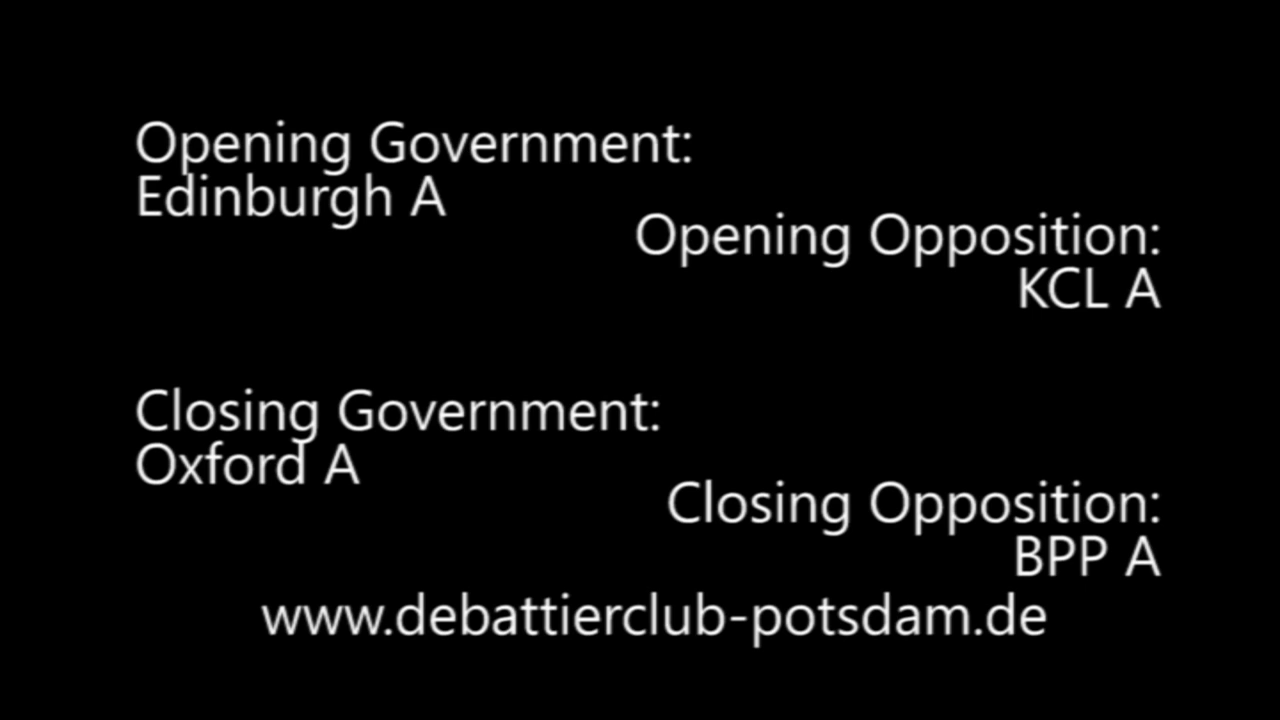 Opening Government:
Edinburgh A
Opening Opposition:
KCL A
Closing Government:
Oxford A
Closing Opposition:
BPP A
www.debattierclub-potsdam.de